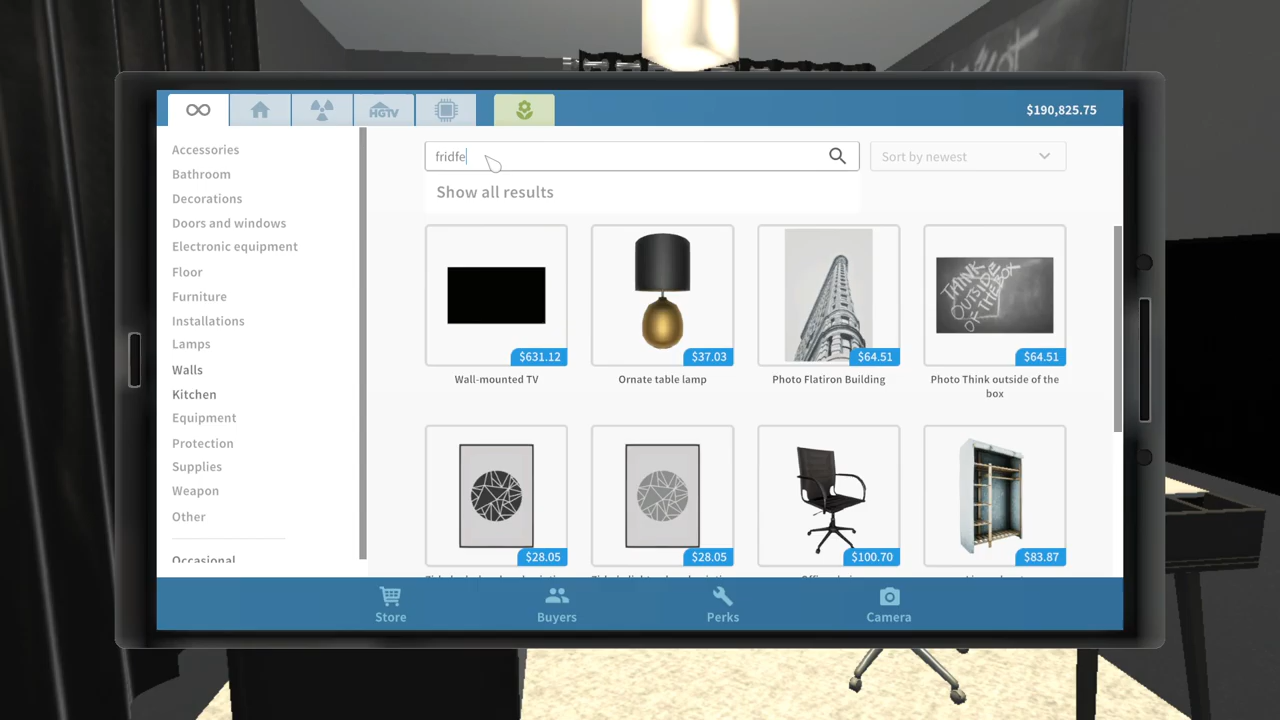 HGTV
$190,825.75
Accessories
Bathroom
Decorations
Doors and windows
Electronic equipment
Floor
Furniture
Installations
Lamps
Walls
Kitchen
Equipment
Protection
Supplies
Weapon
Other
Occasional
fridfe
Sort by newest
Show all results
$631.12
$37.03
$64.51
THINK
OUTSIDE
OF THE
BOX
$64.51
Wall-mounted TV
Ornate table lamp
Photo Flatiron Building
Photo Think outside of the
box
$28.05
$28.05
$100.70
$83.87
Store
Buyers
Perks
Camera